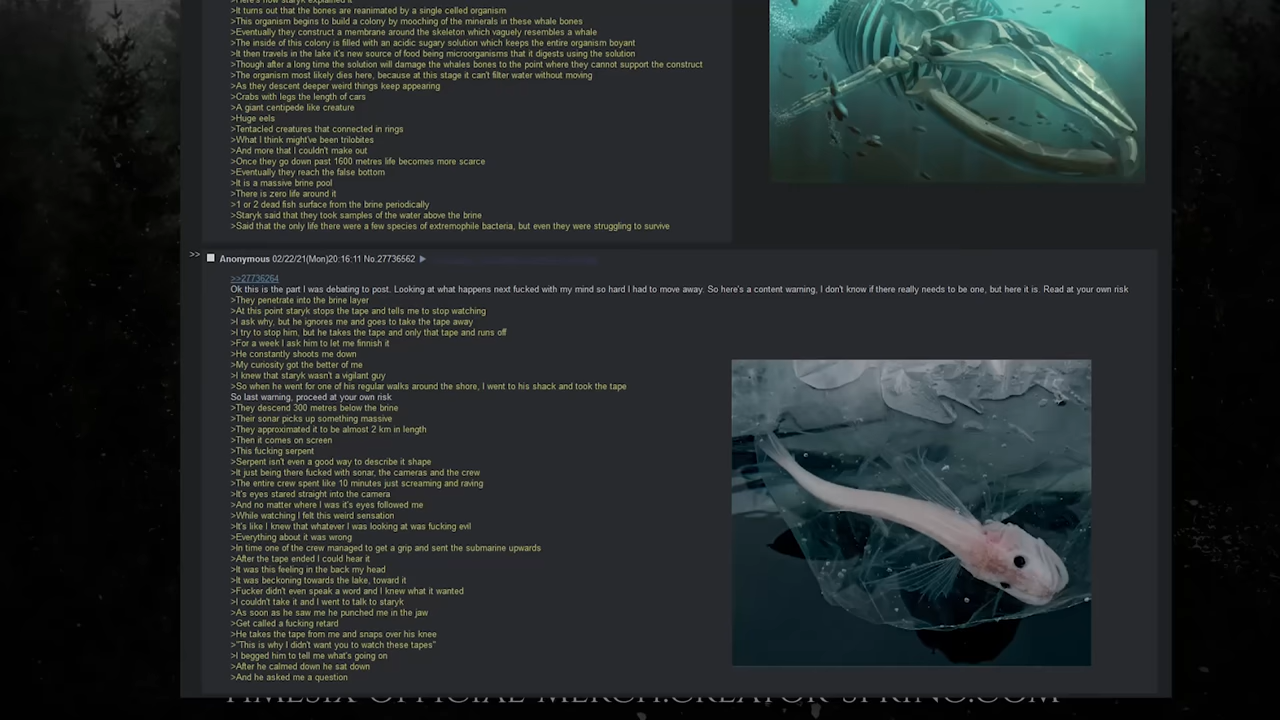 >Here's how staryk explained it
>It turns out that the bones are reanimated by a single celled organism
>This organism begins to build a colony by mooching of the minerals in these whale bones
>Eventually they construct a membrane around the skeleton which vaguely resembles a whale
>The inside of this colony is filled with an acidic sugary solution which keeps the entire organism boyant
>It then travels in the lake it's new source of food being microorganisms that it digests using the solution
>Though after a long time the solution will damage the whales bones to the point where they cannot support the construct
>The organism most likely dies here, because at this stage it can't filter water without moving
>As they descent deeper weird things keep appearing
>Crabs with legs the length of cars
>A giant centipede like creature
>Huge eels
>Tentacled creatures that connected in rings
>What I think might've been trilobites
>And more that I couldn't make out
>Once they go down past 1600 metres life becomes more scarce
>Eventually they reach the false bottom
>It is a massive brine pool
>There is zero life around it
>1 or 2 dead fish surface from the brine periodically
>Staryk said that they took samples of the water above the brine
>Said that the only life there were a few species of extremophile bacteria, but even they were struggling to survive
>> Anonymous 02/22/21(Mon)20:16:11 No.27736562 ▶
>>27736264
Ok this is the part I was debating to post. Looking at what happens next fucked with my mind so hard I had to move away. So here's a content warning, I don't know if there really needs to be one, but here it is. Read at your own risk
>They penetrate into the brine layer
>At this point staryk stops the tape and tells me to stop watching
>I ask why, but he ignores me and goes to take the tape away
>I try to stop him, but he takes the tape and only that tape and runs off
>For a week I ask him to let me finnish it
>He constantly shoots me down
>My curiosity got the better of me
>I knew that staryk wasn't a vigilant guy
>So when he went for one of his regular walks around the shore, I went to his shack and took the tape
So last warning, proceed at your own risk
>They descend 300 metres below the brine
>Their sonar picks up something massive
>They approximated it to be almost 2 km in length
>Then it comes on screen
>This fucking serpent
>Serpent isn't even a good way to describe it shape
>It just being there fucked with sonar, the cameras and the crew
>The entire crew spent like 10 minutes just screaming and raving
>It's eyes stared straight into the camera
>And no matter where I was it's eyes followed me
>While watching I felt this weird sensation
>It's like I knew that whatever I was looking at was fucking evil
>Everything about it was wrong
>In time one of the crew managed to get a grip and sent the submarine upwards
>After the tape ended I could hear it
>It was this feeling in the back my head
>It was beckoning towards the lake, toward it
>Fucker didn't even speak a word and I knew what it wanted
>I couldn't take it and I went to talk to staryk
>As soon as he saw me he punched me in the jaw
>Get called a fucking retard
>He takes the tape from me and snaps over his knee
>"This is why I didn't want you to watch these tapes"
>I begged him to tell me what's going on
>After he calmed down he sat down
>And he asked me a question
TIMESIX-OFFICIAL-MERCH.CREATOR-SPRING.COM